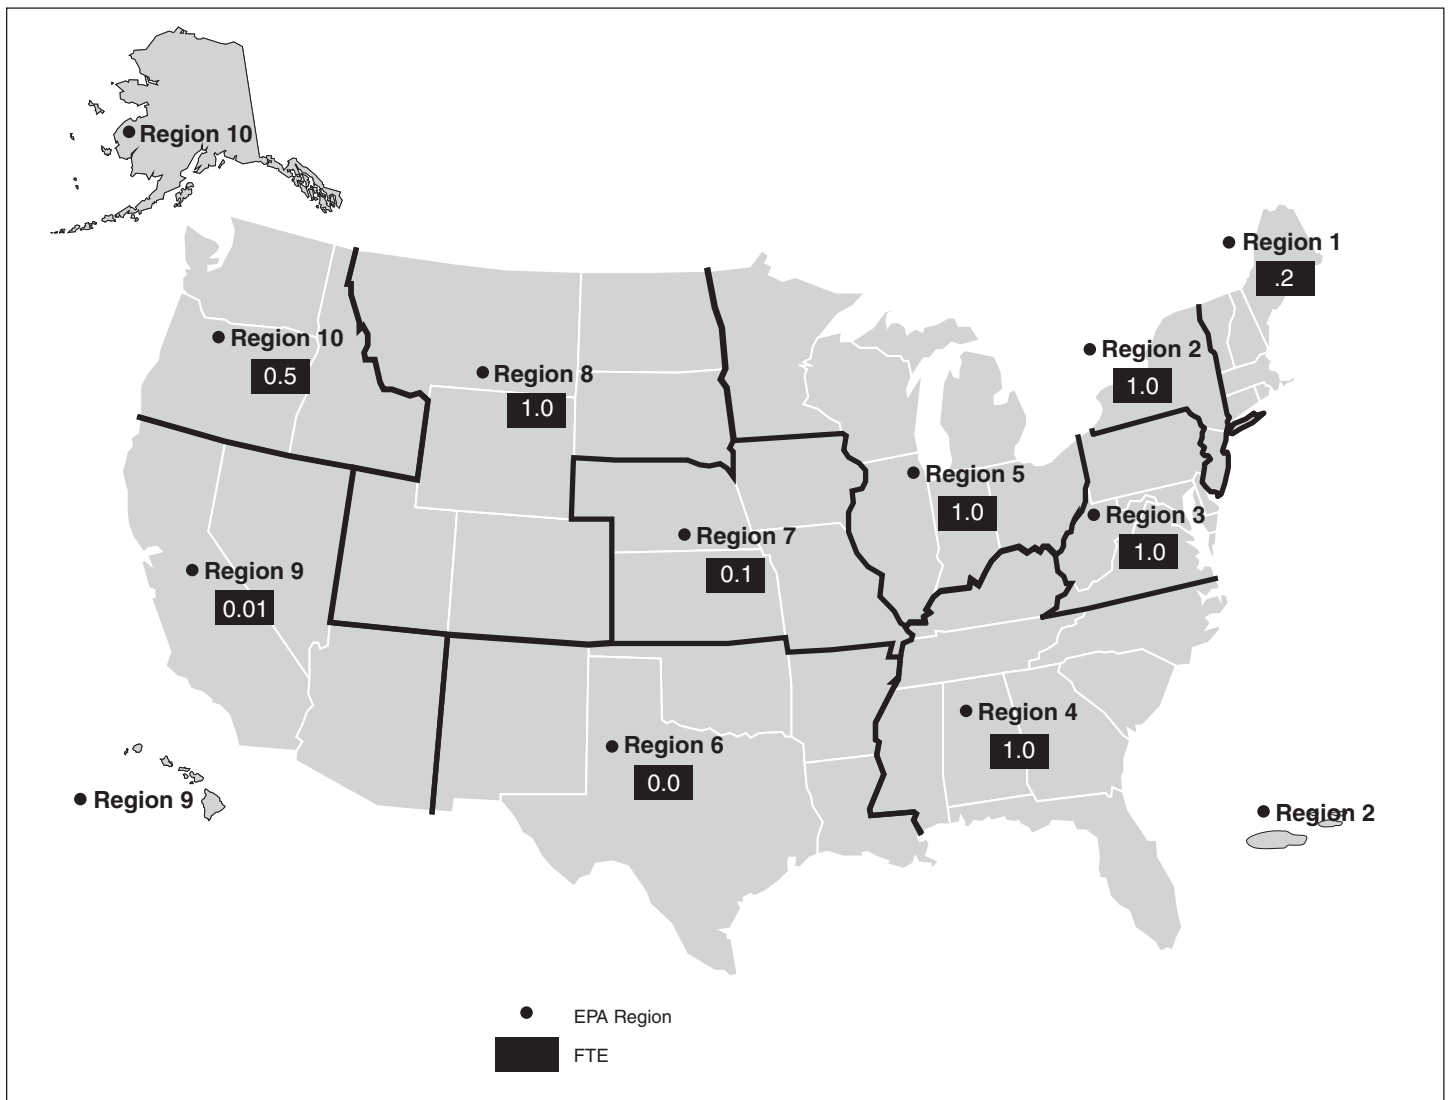 Region 10
Region 1
.2
Region 10
0.5
Region 2
1.0
Region 8
1.0
Region 5
1.0
Region 3
1.0
Region 7
0.1
Region 9
0.01
Region 4
1.0
Region 6
0.0
Region 9
Region 2
EPA Region
FTE